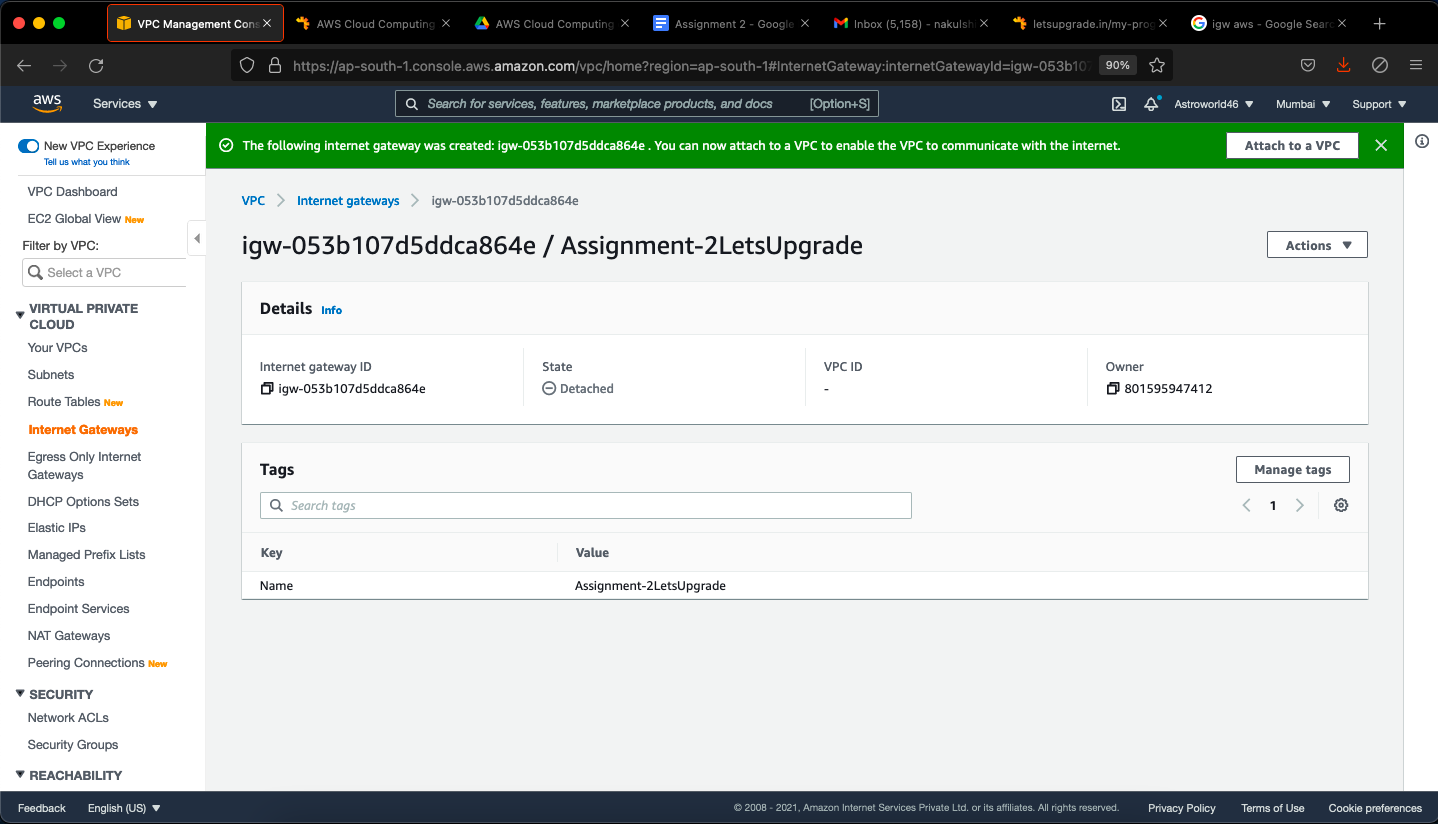 VPC Management Cons
AWS Cloud Computing
AWS Cloud Computing
Assignment 2 - Google
Inbox (5,158) - nakulsh
letsupgrade.in/my-prog
igw aws - Google Sear
https://ap-south-1.console.aws.amazon.com/vpc/home?region=ap-south-1#InternetGateway:internetGatewayId=igw-053b107
90%
aws
Services
Search for services, features, marketplace products, and docs
[Option+S]
Astroworld46
Mumbai
Support
New VPC Experience
Tell us what you think
The following internet gateway was created: igw-053b107d5ddca864e . You can now attach to a VPC to enable the VPC to communicate with the internet.
Attach to a VPC
VPC Dashboard
EC2 Global View New
Filter by VPC:
Select a VPC
VIRTUAL PRIVATE
CLOUD
Your VPCs
Subnets
Route Tables New
Internet Gateways
Egress Only Internet
Gateways
DHCP Options Sets
Elastic IPs
Managed Prefix Lists
Endpoints
Endpoint Services
NAT Gateways
Peering Connections New
SECURITY
Network ACLs
Security Groups
REACHABILITY
VPC
Internet gateways
igw-053b107d5ddca864e
igw-053b107d5ddca864e / Assignment-2LetsUpgrade
Actions
Details Info
Internet gateway ID
igw-053b107d5ddca864e
State
Detached
VPC ID
-
Owner
801595947412
Tags
Manage tags
Search tags
1
Key
Value
Name
Assignment-2LetsUpgrade
Feedback
English (US)
© 2008 - 2021, Amazon Internet Services Private Ltd. or its affiliates. All rights reserved.
Privacy Policy
Terms of Use
Cookie preferences